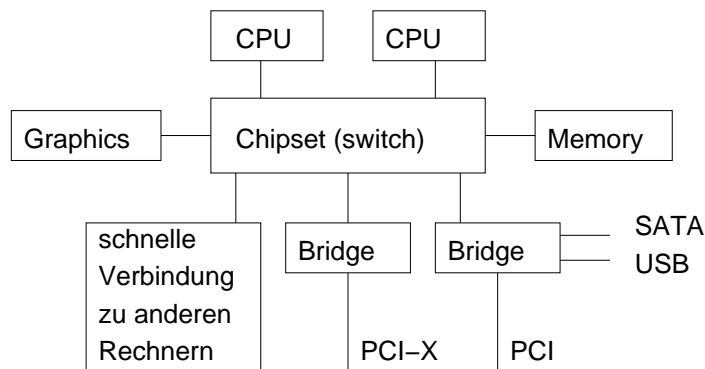 CPU
CPU
Graphics
Chipset (switch)
Memory
schnelle
Verbindung
zu anderen
Rechnern
Bridge
Bridge
SATA
USB
PCI−X
PCI